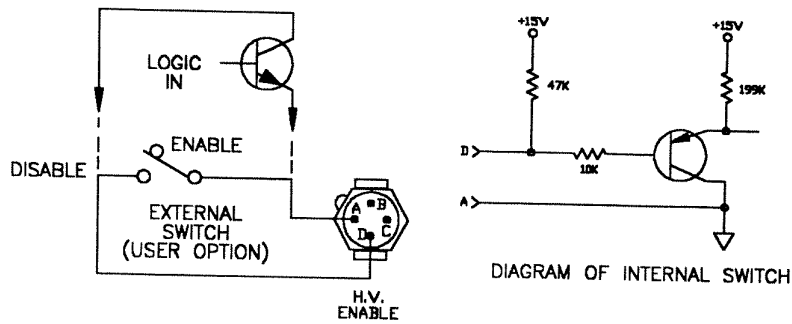 LOGIC
IN
DISABLE
ENABLE
EXTERNAL
SWITCH
(USER OPTION)
A
B
C
D
H.V.
ENABLE
+15V
+15V
47K
199K
D
10K
A
DIAGRAM OF INTERNAL SWITCH